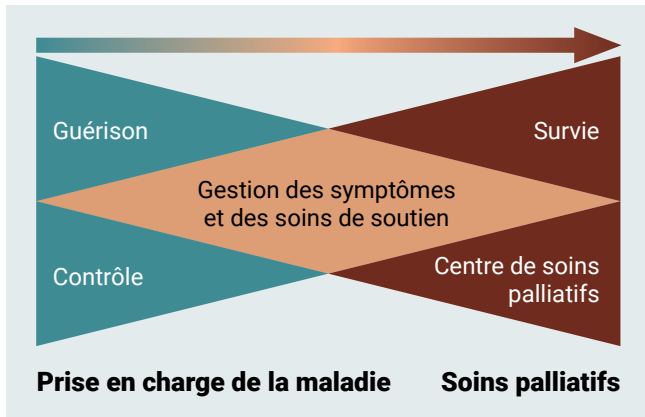 Guérison
Survie
Gestion des symptômes
et des soins de soutien
Contrôle
Centre de soins
palliatifs
Prise en charge de la maladie
Soins palliatifs